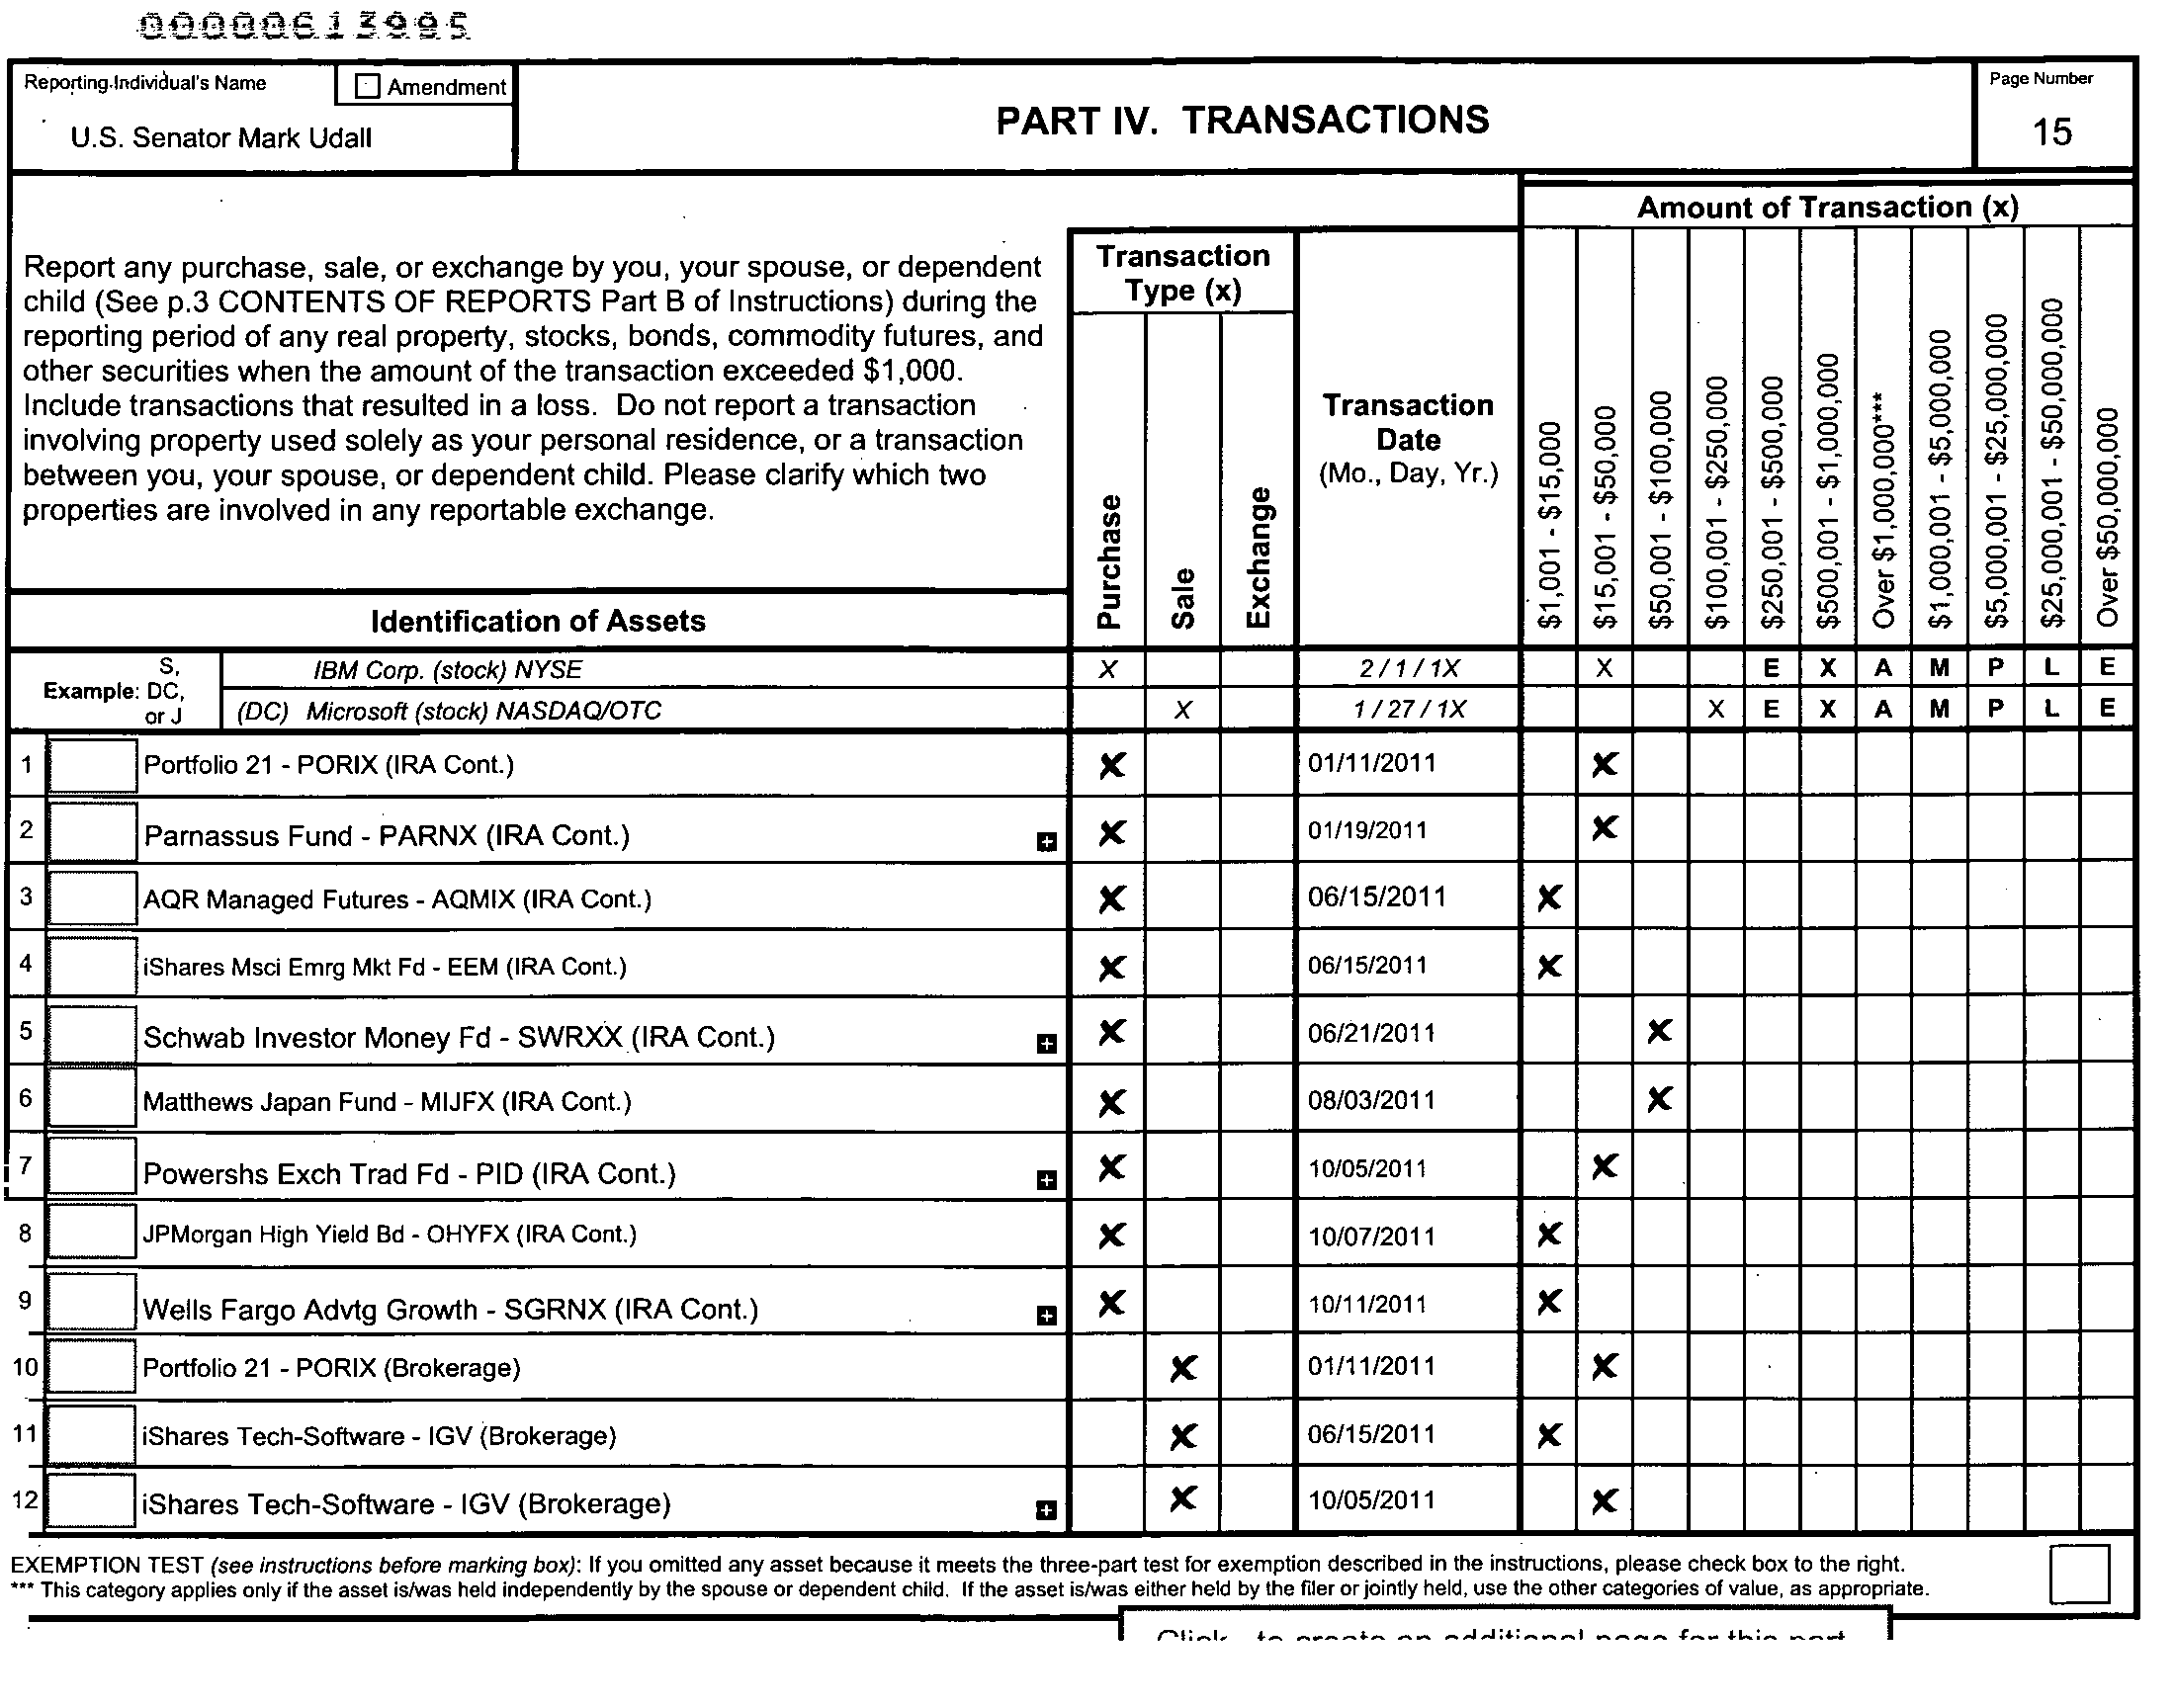 00000613995
Reporting Individual's Name
Amendment
U.S. Senator Mark Udall
PART IV. TRANSACTIONS
Page Number
15
Amount of Transaction (x)
Report any purchase, sale, or exchange by you, your spouse, or dependent
child (See p.3 CONTENTS OF REPORTS Part B of Instructions) during the
reporting period of any real property, stocks, bonds, commodity futures, and
other securities when the amount of the transaction exceeded $1,000.
Include transactions that resulted in a loss. Do not report a transaction
involving property used solely as your personal residence, or a transaction
between you, your spouse, or dependent child. Please clarify which two
properties are involved in any reportable exchange.
Transaction
Type (x)
Purchase
Sale
Exchange
Transaction
Date
(Mo., Day, Yr.)
$1,001 - $15,000
$15,001 - $50,000
$50,001 - $100,000
$100,001 - $250,000
$250,001 - $500,000
$500,001 - $1,000,000
Over $1,000,000***
$1,000,001 - $5,000,000
$5,000,001 - $25,000,000
$25,000,001 - $50,000,000
Over $50,000,000
Identification of Assets
Example: S, DC, or J
IBM Corp. (stock) NYSE X 2 / 1 / 1X X E X A M P L E
(DC) Microsoft (stock) NASDAQ/OTC X 1 / 27 / 1X X E X A M P L E
1 Portfolio 21 - PORIX (IRA Cont.) X 01/11/2011 X
2 Parnassus Fund - PARNX (IRA Cont.) + X 01/19/2011 X
3 AQR Managed Futures - AQMIX (IRA Cont.) X 06/15/2011 X
4 iShares Msci Emrg Mkt Fd - EEM (IRA Cont.) X 06/15/2011 X
5 Schwab Investor Money Fd - SWRXX (IRA Cont.) + X 06/21/2011 X
6 Matthews Japan Fund - MIJFX (IRA Cont.) X 08/03/2011 X
7 Powershs Exch Trad Fd - PID (IRA Cont.) + X 10/05/2011 X
8 JPMorgan High Yield Bd - OHYFX (IRA Cont.) X 10/07/2011 X
9 Wells Fargo Advtg Growth - SGRNX (IRA Cont.) + X 10/11/2011 X
10 Portfolio 21 - PORIX (Brokerage) X 01/11/2011 X
11 iShares Tech-Software - IGV (Brokerage) X 06/15/2011 X
12 iShares Tech-Software - IGV (Brokerage) + X 10/05/2011 X
EXEMPTION TEST (see instructions before marking box): If you omitted any asset because it meets the three-part test for exemption described in the instructions, please check box to the right.
*** This category applies only if the asset is/was held independently by the spouse or dependent child. If the asset is/was either held by the filer or jointly held, use the other categories of value, as appropriate.
Click to create an additional page for this part